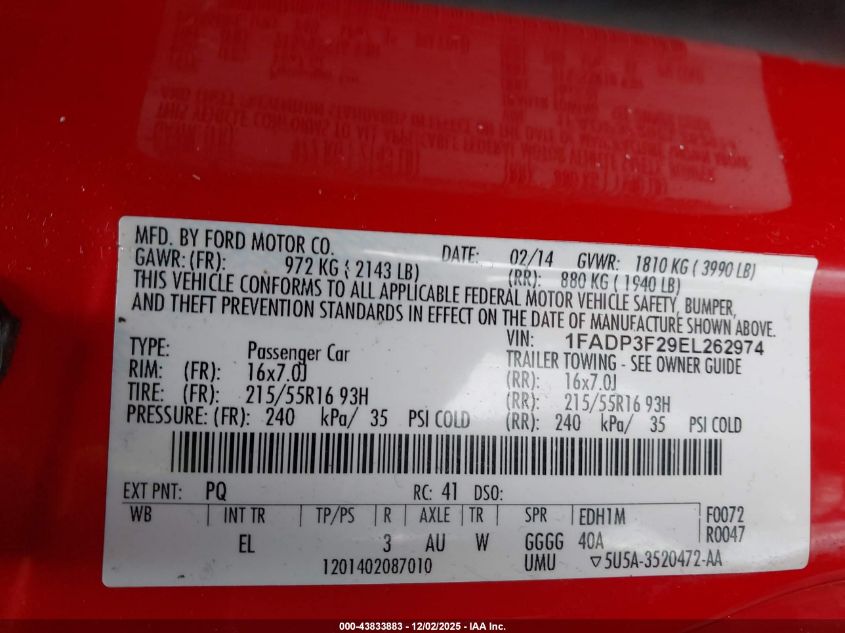 MFD. BY FORD MOTOR CO. DATE: 02/14 GVWR: 1810 KG ( 3990 LB)
GAWR: (FR): 972 KG ( 2143 LB) (RR): 880 KG ( 1940 LB)
THIS VEHICLE CONFORMS TO ALL APPLICABLE FEDERAL MOTOR VEHICLE SAFETY, BUMPER,
AND THEFT PREVENTION STANDARDS IN EFFECT ON THE DATE OF MANUFACTURE SHOWN ABOVE.
VIN: 1FADP3F29EL262974
TYPE: Passenger Car TRAILER TOWING - SEE OWNER GUIDE
RIM: (FR): 16x7.0J (RR): 16x7.0J
TIRE: (FR): 215/55R16 93H (RR): 215/55R16 93H
PRESSURE: (FR): 240 kPa/ 35 PSI COLD (RR): 240 kPa/ 35 PSI COLD
EXT PNT: PQ RC: 41 DSO:
WB INT TR TP/PS R AXLE TR SPR EDH1M F0072
EL 3 AU W GGGG 40A R0047
1201402087010 UMU ▽5U5A-3520472-AA
000-43833883 - 12/02/2025 - IAA Inc.